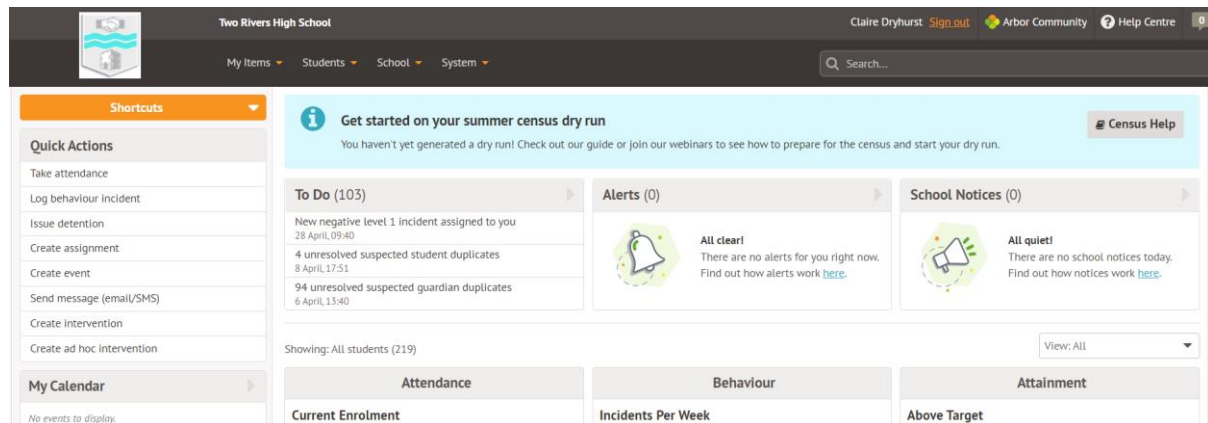 Two Rivers High School
Claire Dryhurst Sign out Arbor Community Help Centre 0
My Items Students School System
Search...
Shortcuts
Quick Actions
Take attendance
Log behaviour incident
Issue detention
Create assignment
Create event
Send message (email/SMS)
Create intervention
Create ad hoc intervention
My Calendar
No events to display.
Get started on your summer census dry run
You haven't yet generated a dry run! Check out our guide or join our webinars to see how to prepare for the census and start your dry run.
Census Help
To Do (103)
New negative level 1 incident assigned to you
28 April, 09:40
4 unresolved suspected student duplicates
8 April, 17:51
94 unresolved suspected guardian duplicates
6 April, 13:40
Alerts (0)
All clear!
There are no alerts for you right now.
Find out how alerts work here.
School Notices (0)
All quiet!
There are no school notices today.
Find out how notices work here.
Showing: All students (219)
View: All
Attendance
Current Enrolment
Behaviour
Incidents Per Week
Attainment
Above Target